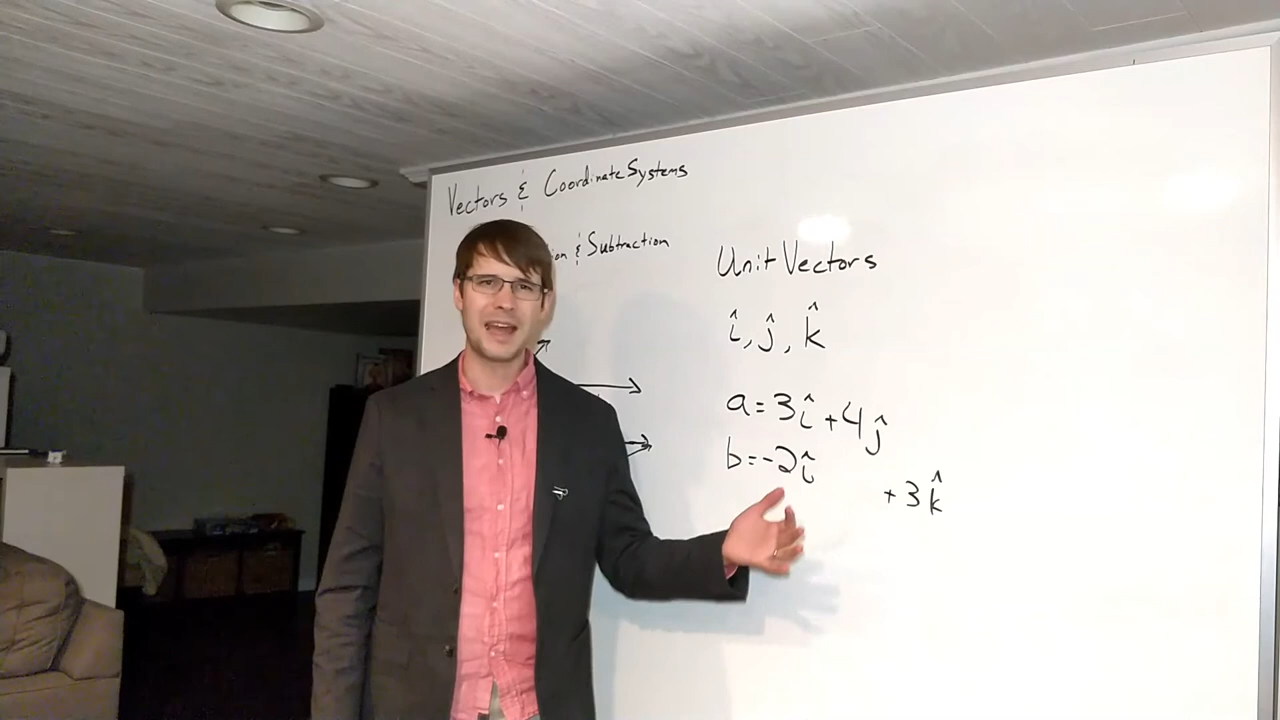 Vectors & Coordinate Systems
& Subtraction
Unit Vectors
î, ĵ, k̂
a = 3î + 4ĵ
b = -2î + 3k̂